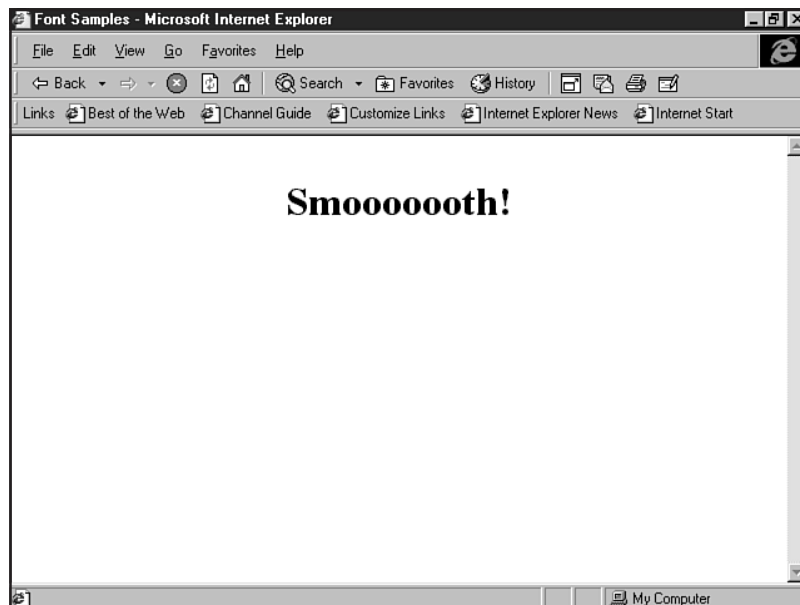 Font Samples - Microsoft Internet Explorer
File Edit View Go Favorites Help
Back Search Favorites History
Links Best of the Web Channel Guide Customize Links Internet Explorer News Internet Start
Smooooooth!
My Computer